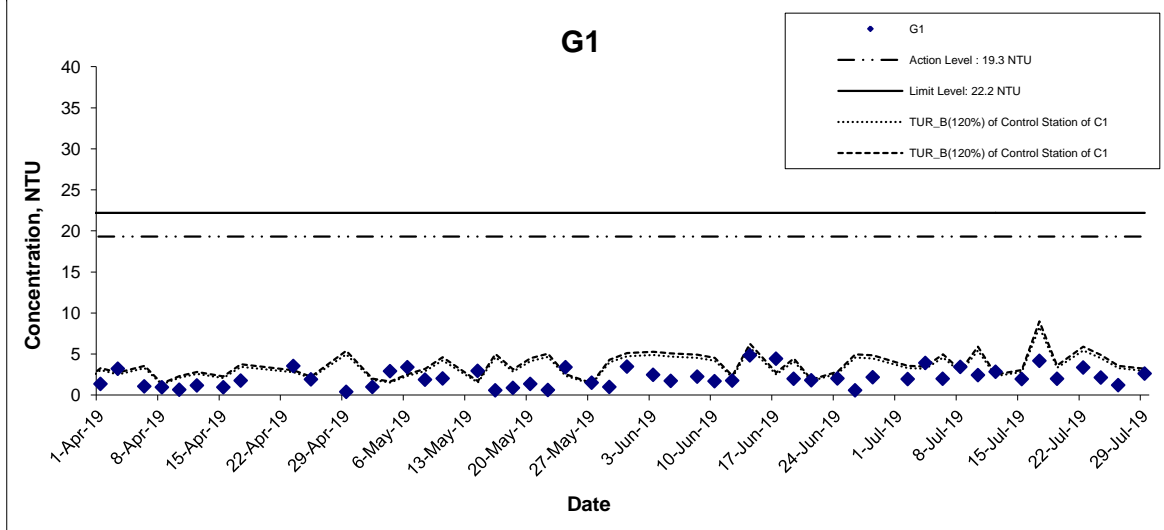 G1
G1
Action Level : 19.3 NTU
Limit Level: 22.2 NTU
TUR_B(120%) of Control Station of C1
TUR_B(120%) of Control Station of C1
Concentration, NTU
40
35
30
25
20
15
10
5
0
1-Apr-19
8-Apr-19
15-Apr-19
22-Apr-19
29-Apr-19
6-May-19
13-May-19
20-May-19
27-May-19
3-Jun-19
10-Jun-19
17-Jun-19
24-Jun-19
1-Jul-19
8-Jul-19
15-Jul-19
22-Jul-19
29-Jul-19
Date